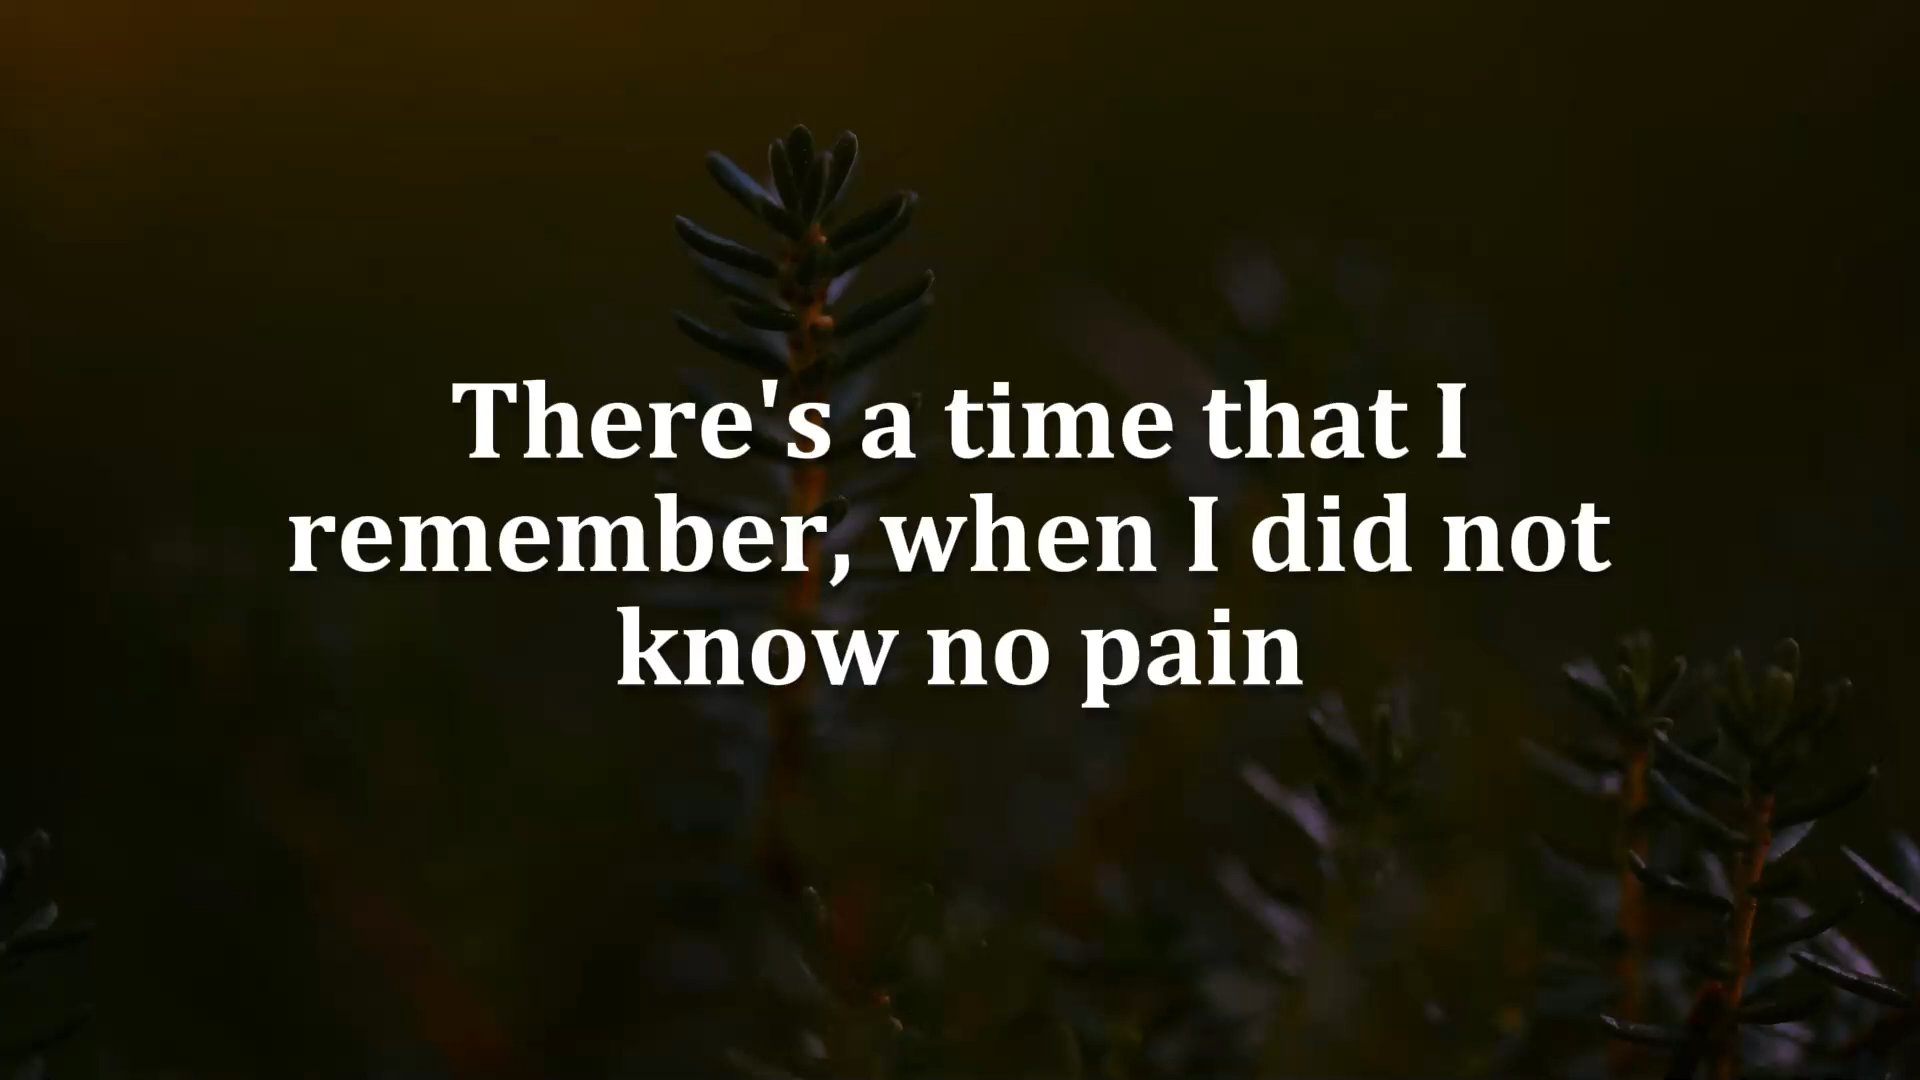 There's a time that I
remember, when I did not
know no pain